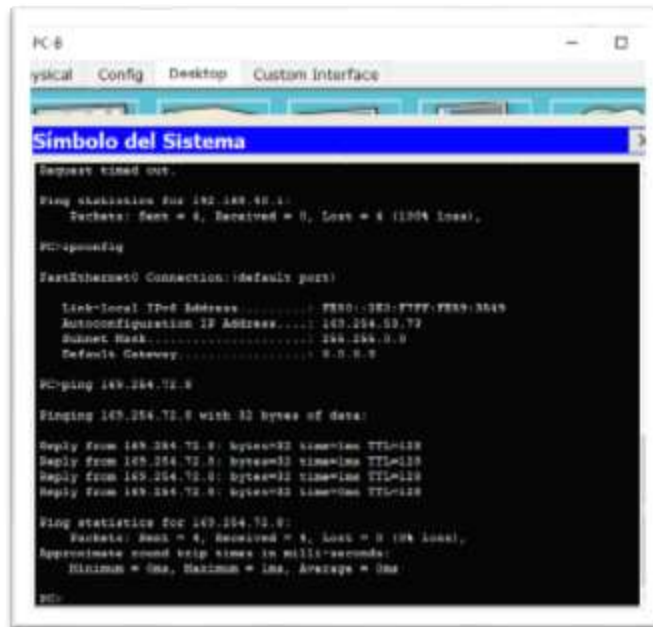 PC-B
ysical Config Desktop Custom Interface
Símbolo del Sistema
Request timed out.
Ping statistics for 192.168.40.1:
Packets: Sent = 4, Received = 0, Lost = 4 (100% loss),
PC>ipconfig
FastEthernet0 Connection:(default port)
Link-local IPv6 Address
Autoconfiguration IP Address....: 169.254.53.73
Subnet Mask.....................: 255.255.0.0
Default Gateway.................: 0.0.0.0
PC>ping 169.254.72.8
Pinging 169.254.72.8 with 32 bytes of data:
Reply from 169.254.72.8: bytes=32 time=1ms TTL=128
Reply from 169.254.72.8: bytes=32 time=1ms TTL=128
Reply from 169.254.72.8: bytes=32 time=1ms TTL=128
Reply from 169.254.72.8: bytes=32 time=0ms TTL=128
Ping statistics for 169.254.72.8:
Packets: Sent = 4, Received = 4, Lost = 0 (0% loss),
Approximate round trip times in milli-seconds:
Minimum = 0ms, Maximum = 1ms, Average = 0ms
PC>